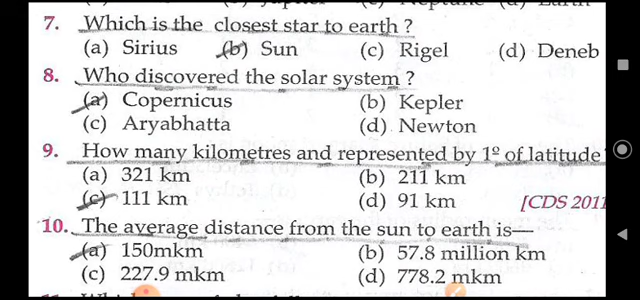 7. Which is the closest star to earth ?
(a) Sirius (b) Sun (c) Rigel (d) Deneb
8. Who discovered the solar system ?
(a) Copernicus (b) Kepler
(c) Aryabhatta (d) Newton
9. How many kilometres and represented by 1º of latitude
(a) 321 km (b) 211 km
(c) 111 km (d) 91 km [CDS 2011
10. The average distance from the sun to earth is—
(a) 150mkm (b) 57.8 million km
(c) 227.9 mkm (d) 778.2 mkm